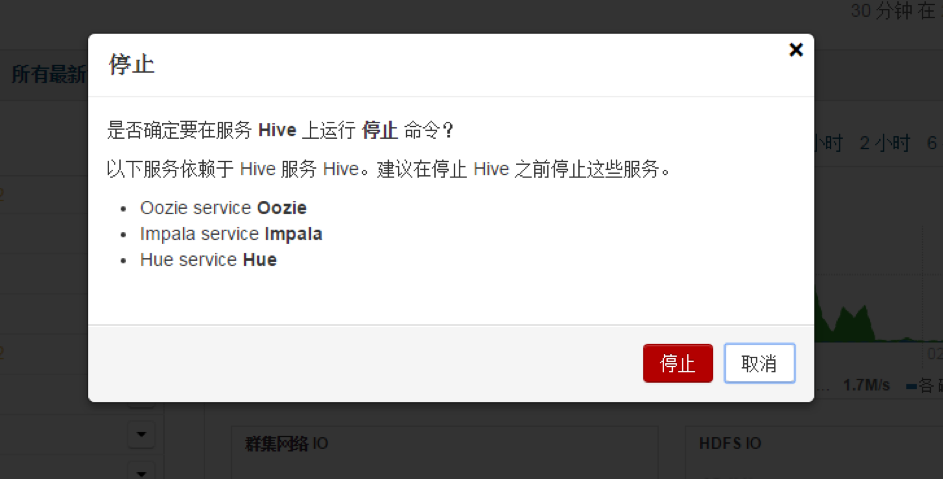 30 分钟 在
所有最新
停止
是否确定要在服务 Hive 上运行 停止 命令？
以下服务依赖于 Hive 服务 Hive。建议在停止 Hive 之前停止这些服务。
小时 2 小时 6
Oozie service Oozie
Impala service Impala
Hue service Hue
02
停止 取消
1.7M/s 各
群集网络 IO
HDFS IO